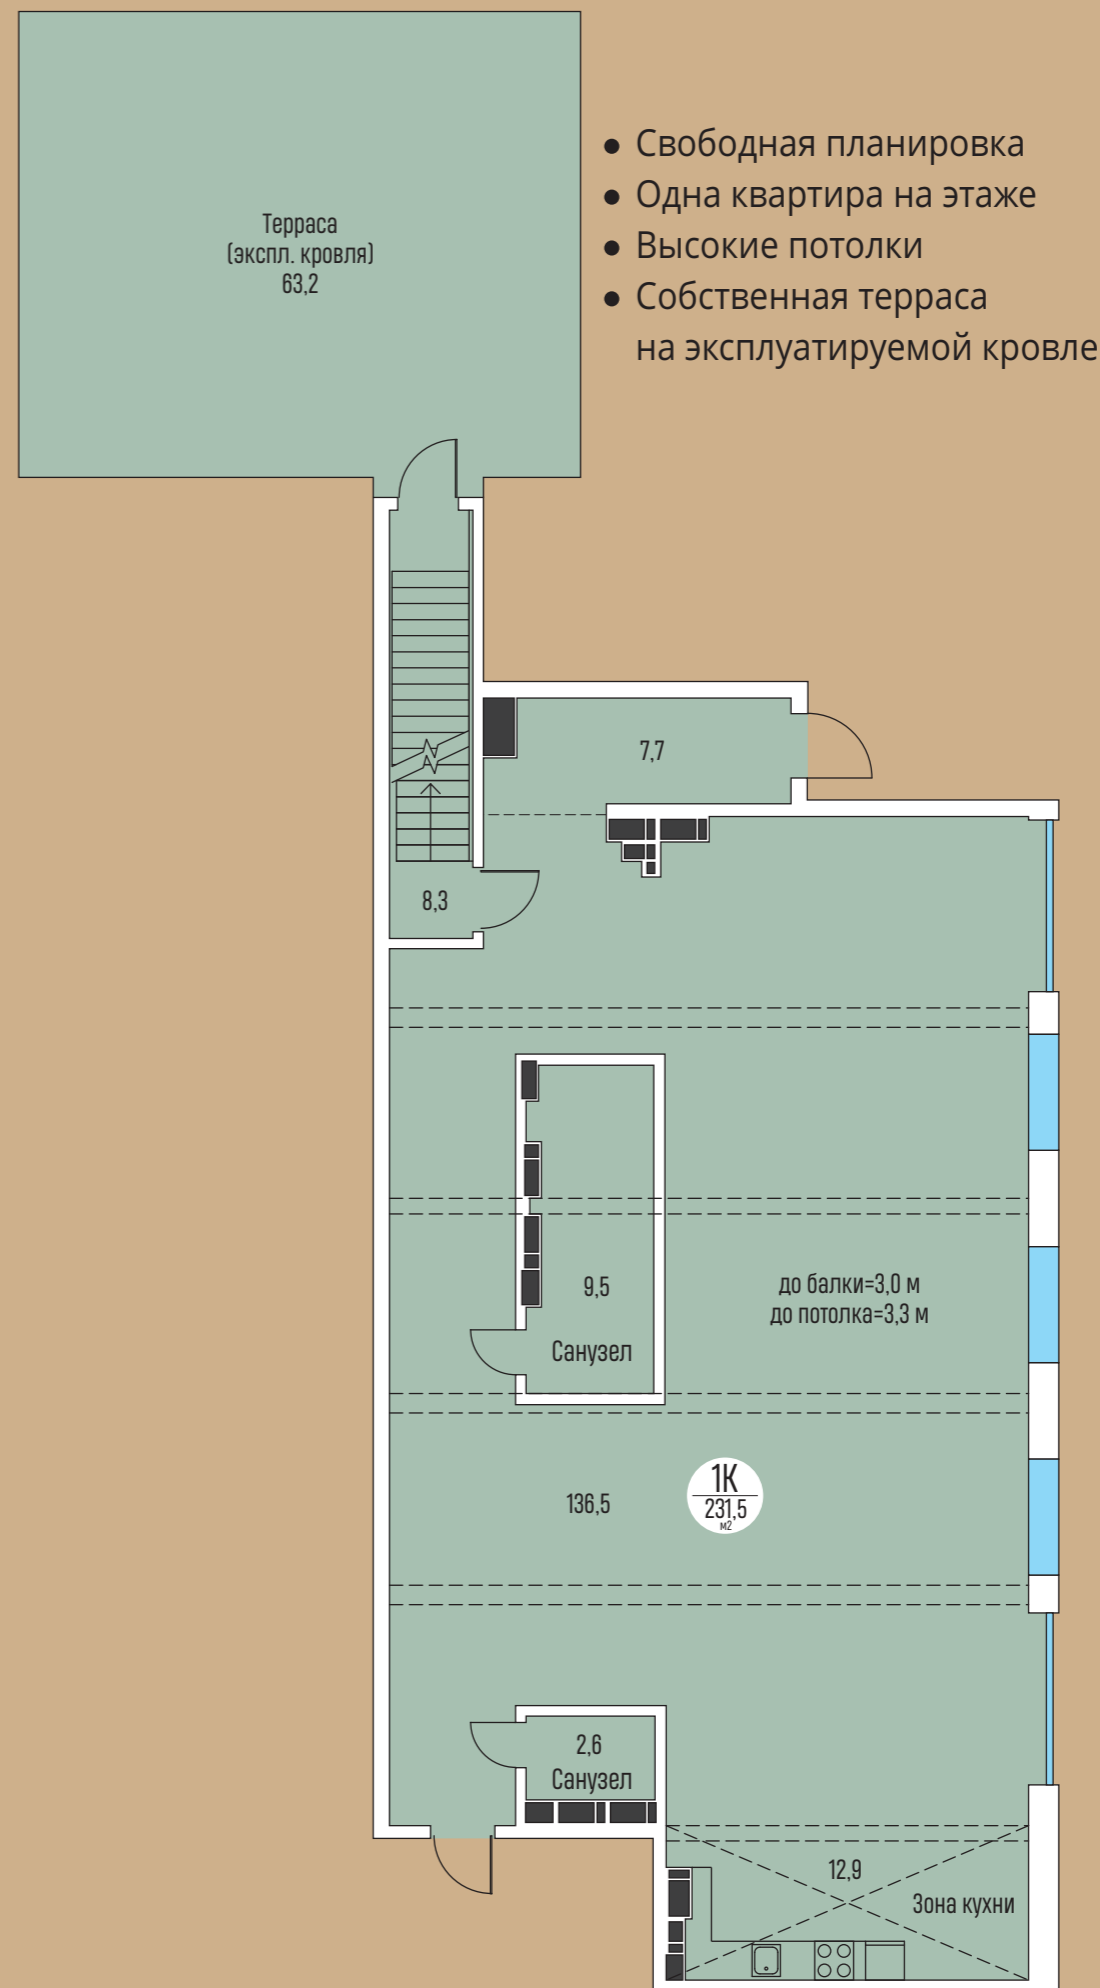 Терраса
(экспл. кровля)
63,2
● Свободная планировка
● Одна квартира на этаже
● Высокие потолки
● Собственная терраса
на эксплуатируемой кровле
7,7
8,3
9,5
Санузел
до балки=3,0 м
до потолка=3,3 м
136,5
1К
231,5
м2
2,6
Санузел
12,9
Зона кухни